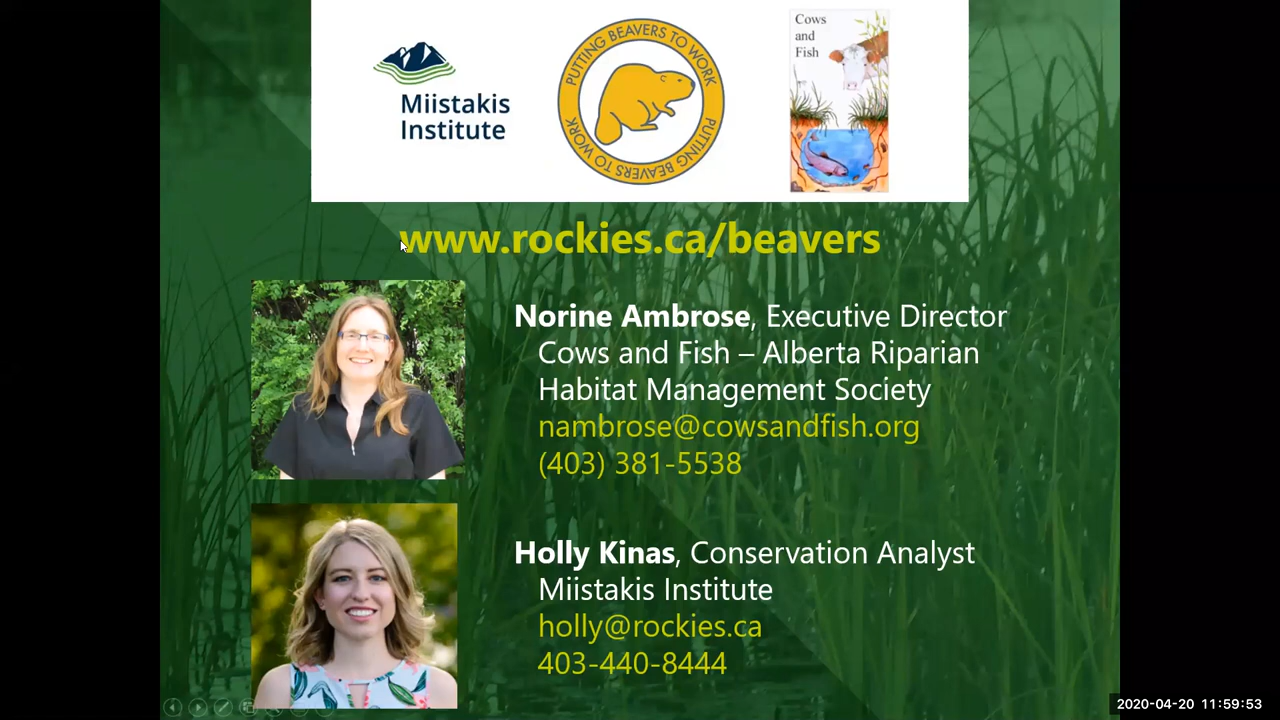 Miistakis
Institute
PUTTING BEAVERS TO WORK
PUTTING BEAVERS TO WORK
Cows
and
Fish
www.rockies.ca/beavers
Norine Ambrose, Executive Director
Cows and Fish – Alberta Riparian
Habitat Management Society
nambrose@cowsandfish.org
(403) 381-5538
Holly Kinas, Conservation Analyst
Miistakis Institute
holly@rockies.ca
403-440-8444
2020-04-20 11:59:53